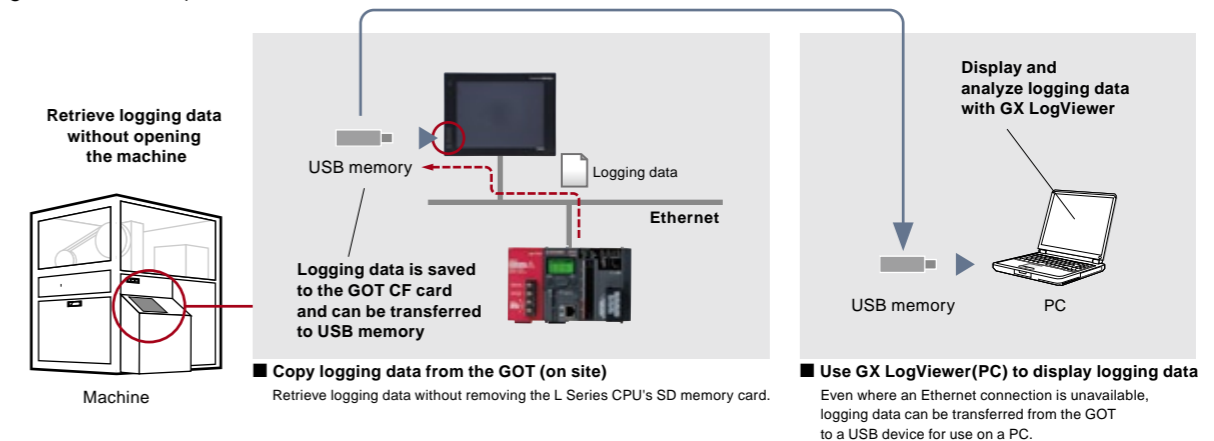 Retrieve logging data
without opening
the machine
Machine
USB memory
Logging data
Ethernet
Logging data is saved
to the GOT CF card
and can be transferred
to USB memory
■ Copy logging data from the GOT (on site)
Retrieve logging data without removing the L Series CPU's SD memory card.
Display and
analyze logging data
with GX LogViewer
USB memory
PC
■ Use GX LogViewer(PC) to display logging data
Even where an Ethernet connection is unavailable,
logging data can be transferred from the GOT
to a USB device for use on a PC.